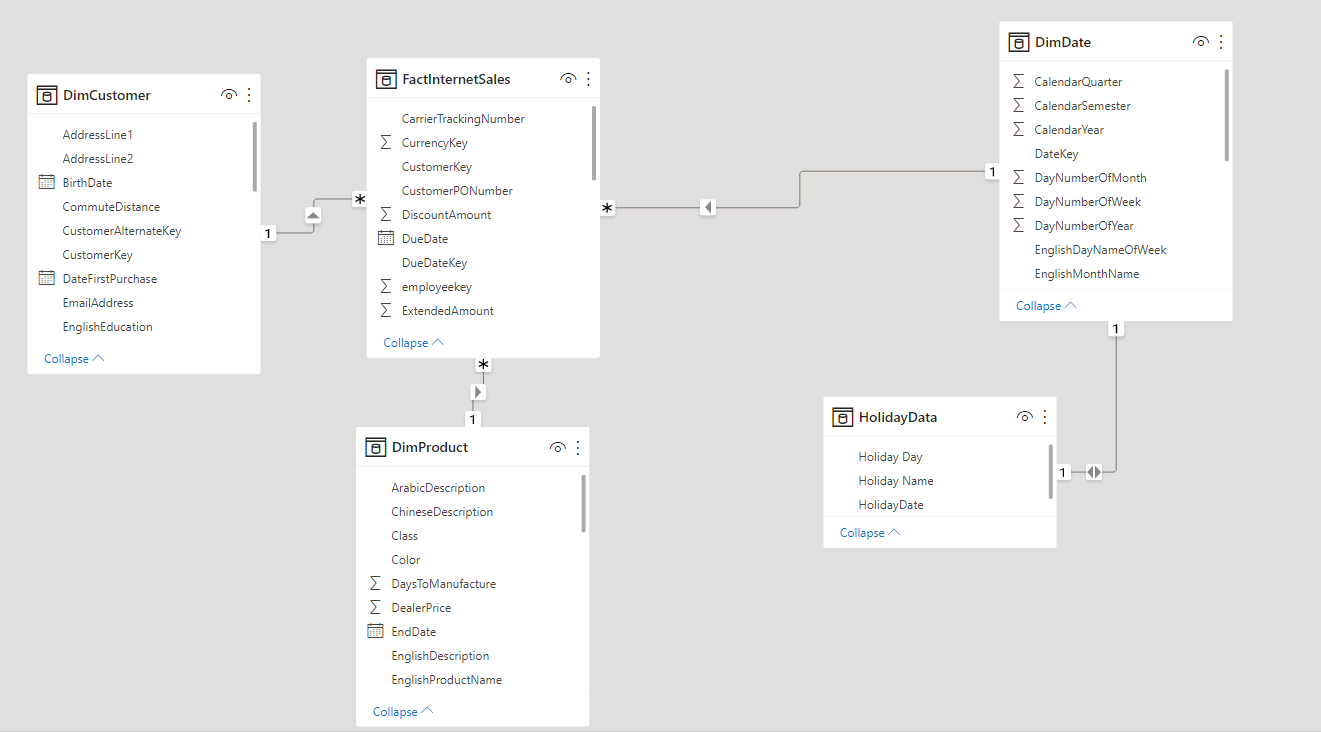 DimCustomer
AddressLine1
AddressLine2
BirthDate
CommuteDistance
CustomerAlternateKey
CustomerKey
DateFirstPurchase
EmailAddress
EnglishEducation
Collapse
1
*
FactInternetSales
CarrierTrackingNumber
CurrencyKey
CustomerKey
CustomerPONumber
DiscountAmount
DueDate
DueDateKey
employeekey
ExtendedAmount
Collapse
*
1
*
1
DimProduct
ArabicDescription
ChineseDescription
Class
Color
DaysToManufacture
DealerPrice
EndDate
EnglishDescription
EnglishProductName
Collapse
DimDate
CalendarQuarter
CalendarSemester
CalendarYear
DateKey
DayNumberOfMonth
DayNumberOfWeek
DayNumberOfYear
EnglishDayNameOfWeek
EnglishMonthName
Collapse
1
1
HolidayData
Holiday Day
Holiday Name
HolidayDate
Collapse